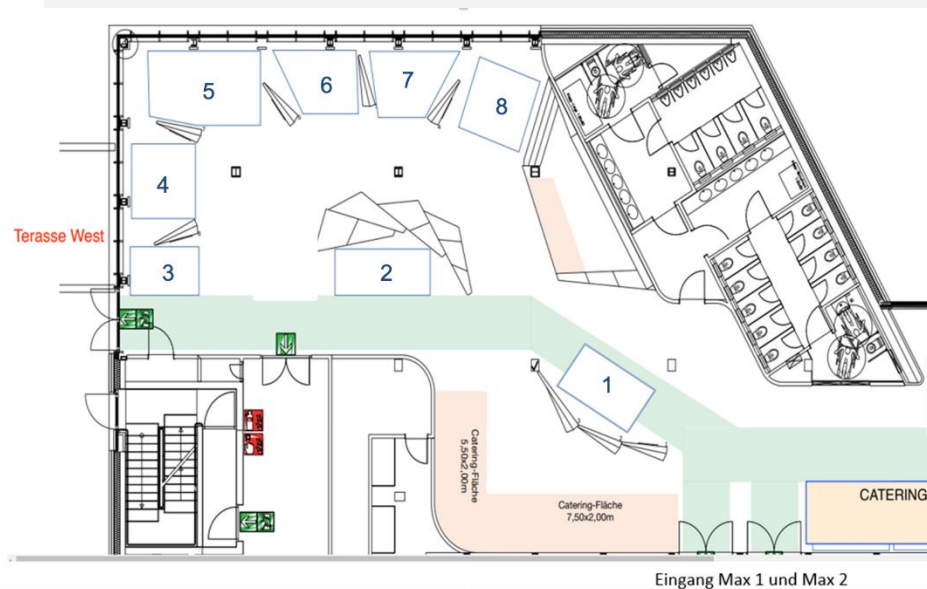 5
6
7
8
4
Terasse West
3
2
1
Catering-Fläche
5,50x2,00m
Catering-Fläche
7,50x2,00m
CATERING
Eingang Max 1 und Max 2